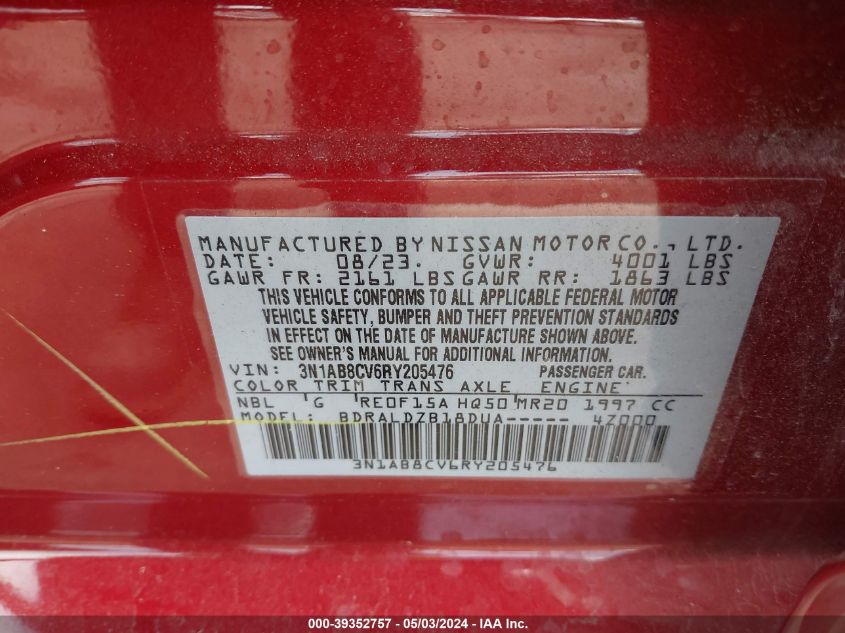 MANUFACTURED BY NISSAN MOTOR CO., LTD.
DATE: 08/23. GVWR: 4001 LBS
GAWR FR: 2161 LBS GAWR RR: 1863 LBS
THIS VEHICLE CONFORMS TO ALL APPLICABLE FEDERAL MOTOR
VEHICLE SAFETY, BUMPER AND THEFT PREVENTION STANDARDS
IN EFFECT ON THE DATE OF MANUFACTURE SHOWN ABOVE.
SEE OWNER'S MANUAL FOR ADDITIONAL INFORMATION.
VIN: 3N1AB8CV6RY205476 PASSENGER CAR.
COLOR TRIM TRANS AXLE ENGINE
NBL G RE0F15A HQ50 MR20 1997 CC
MODEL: BDRALDZB18DUA----- 4Z000
3N1AB8CV6RY205476
000-39352757 - 05/03/2024 - IAA Inc.